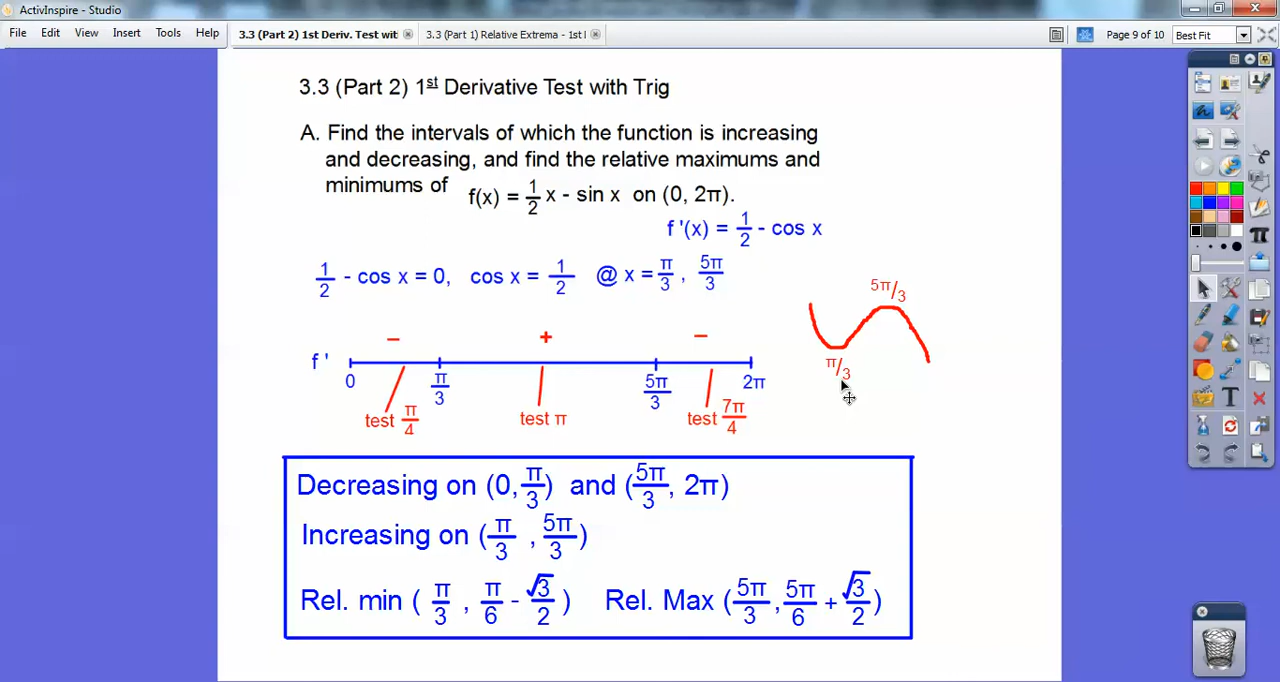 ActivInspire - Studio
File Edit View Insert Tools Help
3.3 (Part 2) 1st Deriv. Test wit
3.3 (Part 1) Relative Extrema - 1st I
Page 9 of 10
Best Fit
3.3 (Part 2) 1st Derivative Test with Trig
A. Find the intervals of which the function is increasing
and decreasing, and find the relative maximums and
minimums of f(x) = 1/2 x - sin x on (0, 2π).
f '(x) = 1/2 - cos x
1/2 - cos x = 0, cos x = 1/2 @ x = π/3 , 5π/3
5π/3
− + −
f '
π/3
0 π/3 5π/3 2π
test π/4 test π test 7π/4
Decreasing on (0, π/3) and (5π/3, 2π)
Increasing on (π/3 , 5π/3)
Rel. min ( π/3 , π/6 - √3/2 ) Rel. Max (5π/3 , 5π/6 + √3/2)